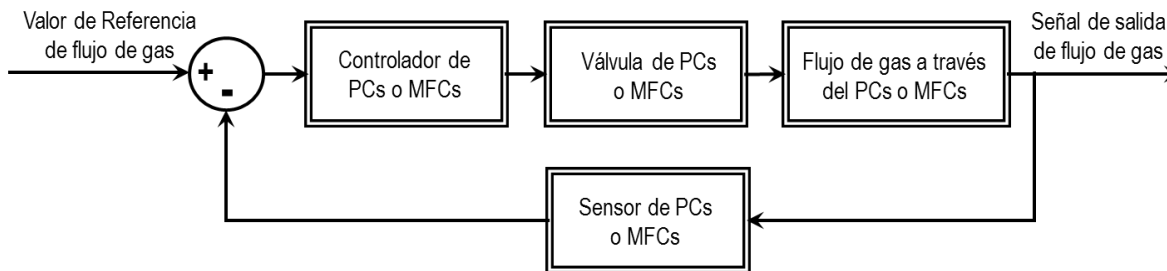 Valor de Referencia
de flujo de gas
+
-
Controlador de
PCs o MFCs
Válvula de PCs
o MFCs
Flujo de gas a través
del PCs o MFCs
Señal de salida
de flujo de gas
Sensor de PCs
o MFCs